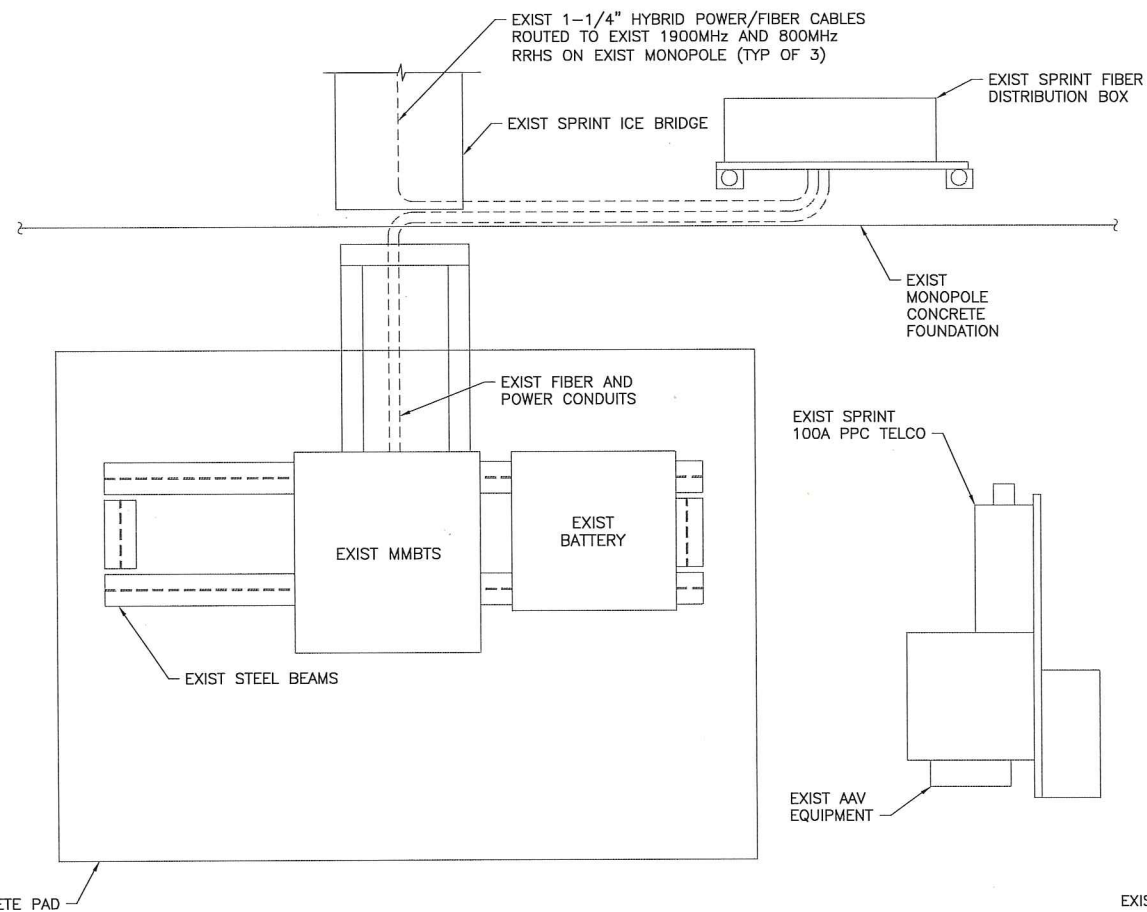 EXIST 1-1/4" HYBRID POWER/FIBER CABLES
ROUTED TO EXIST 1900MHz AND 800MHz
RRHS ON EXIST MONOPOLE (TYP OF 3)
EXIST SPRINT FIBER
DISTRIBUTION BOX
EXIST SPRINT ICE BRIDGE
EXIST
MONOPOLE
CONCRETE
FOUNDATION
EXIST FIBER AND
POWER CONDUITS
EXIST SPRINT
100A PPC TELCO
EXIST MMBTS
EXIST
BATTERY
EXIST STEEL BEAMS
EXIST AAV
EQUIPMENT
ETE PAD
EXIS